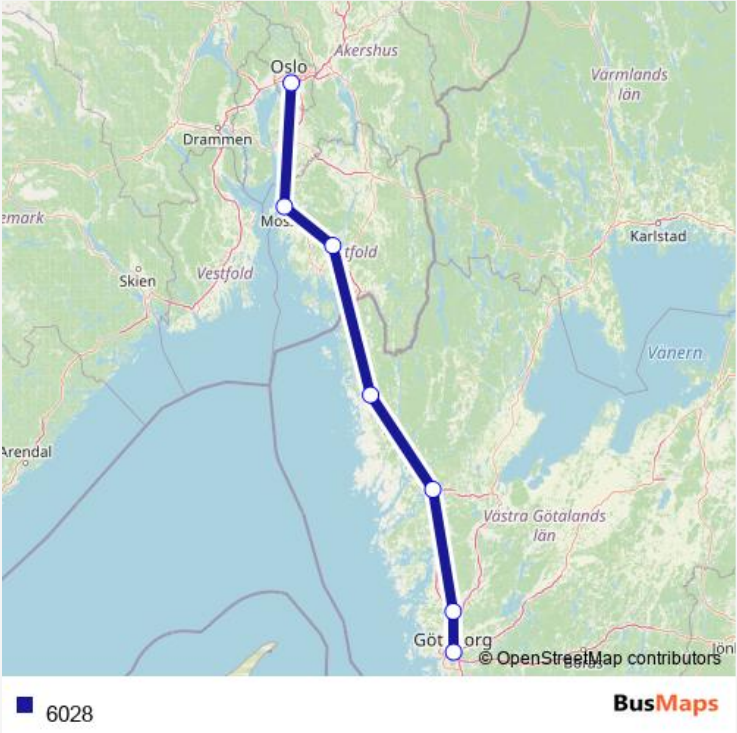 Oslo
Akershus
Värmlands
län
Drammen
emark
Mos
tfold
Karlstad
Vestfold
Skien
Vänern
Arendal
Västra Götalands
län
Göt
org
© OpenStreetMap contributors
6028
BusMaps